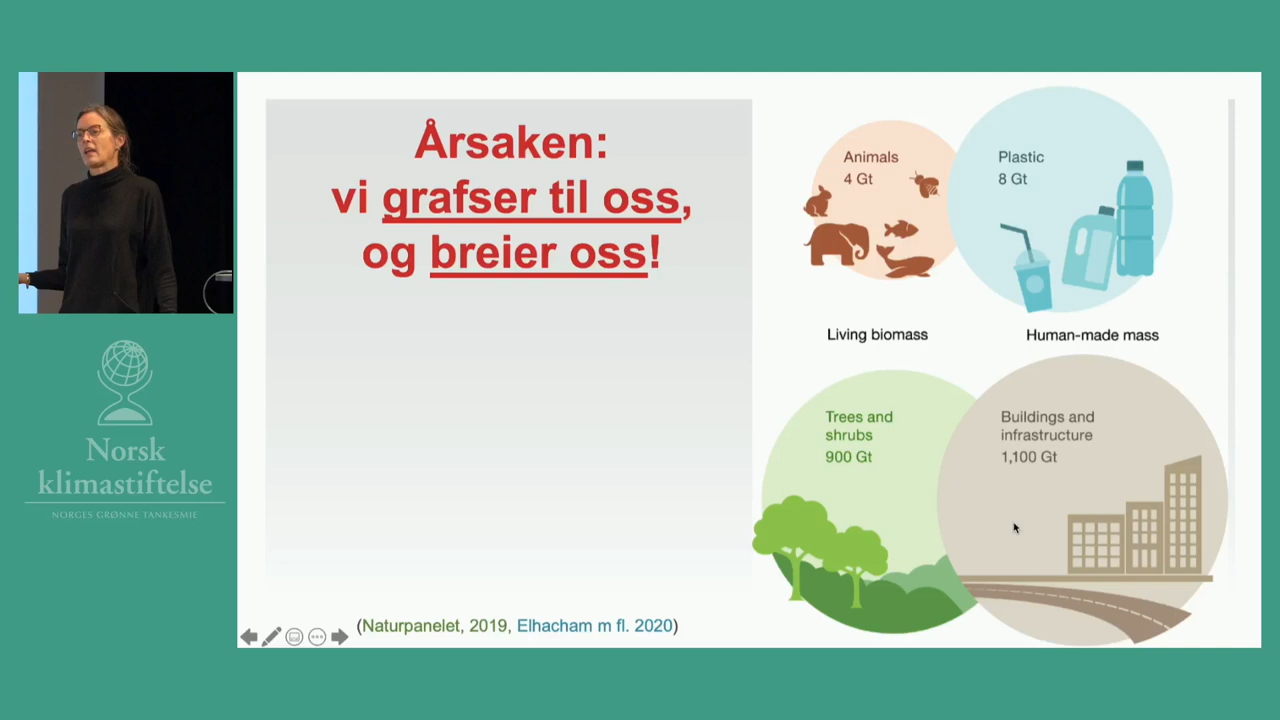 Årsaken:
vi grafser til oss,
og breier oss!
Animals
4 Gt
Plastic
8 Gt
Living biomass
Human-made mass
Trees and
shrubs
900 Gt
Buildings and
infrastructure
1,100 Gt
(Naturpanelet, 2019, Elhacham m fl. 2020)
Norsk
klimastiftelse
NORGES GRØNNE TANKESMIE